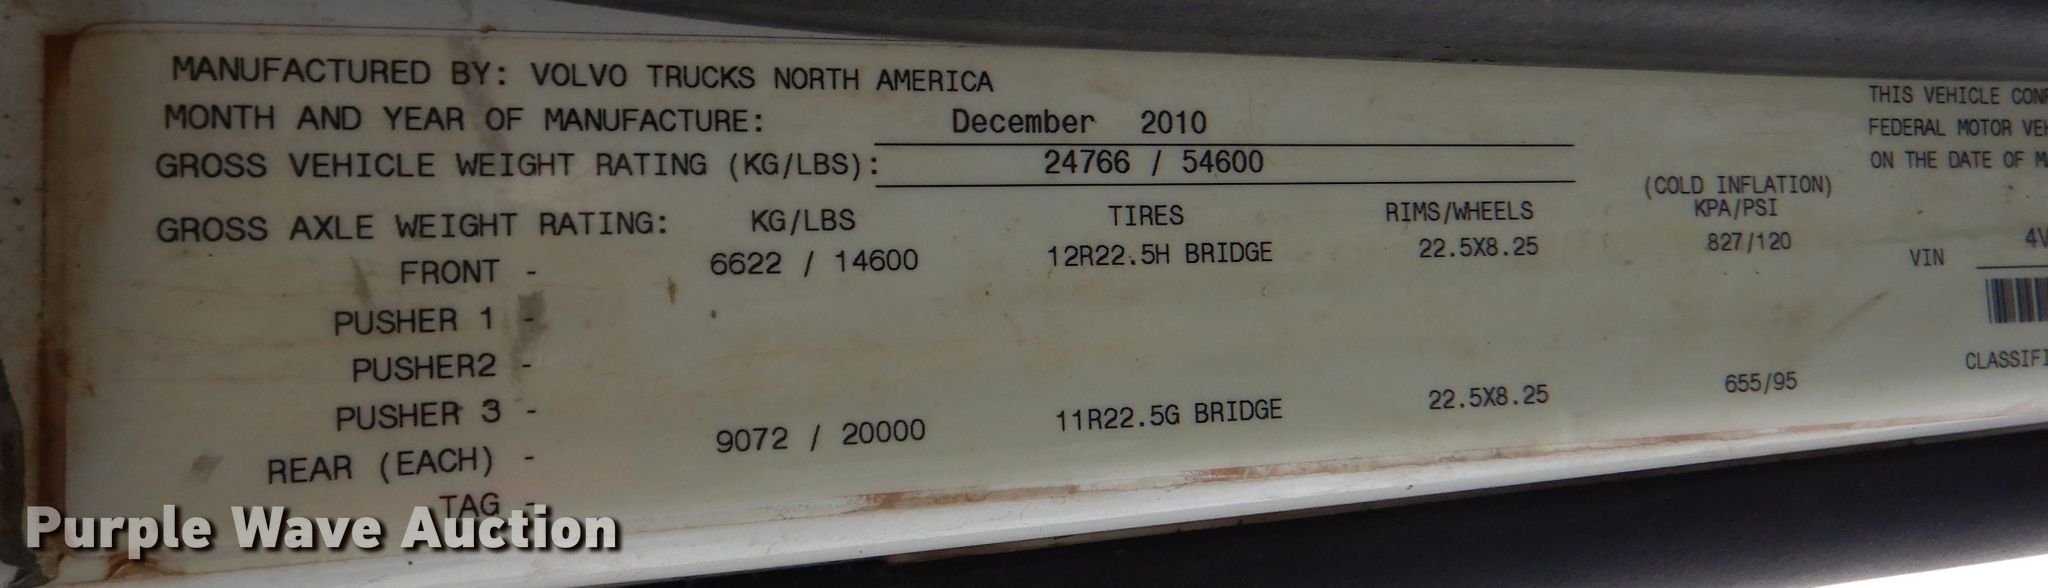 MANUFACTURED BY: VOLVO TRUCKS NORTH AMERICA
MONTH AND YEAR OF MANUFACTURE: December 2010
GROSS VEHICLE WEIGHT RATING (KG/LBS): 24766 / 54600
GROSS AXLE WEIGHT RATING: KG/LBS TIRES RIMS/WHEELS (COLD INFLATION) KPA/PSI
FRONT - 6622 / 14600 12R22.5H BRIDGE 22.5X8.25 827/120
PUSHER 1 -
PUSHER2 -
PUSHER 3 -
REAR (EACH) - 9072 / 20000 11R22.5G BRIDGE 22.5X8.25 655/95
TAG -
THIS VEHICLE CONF
FEDERAL MOTOR VEH
ON THE DATE OF MA
VIN 4V
CLASSIFI
Purple Wave Auction